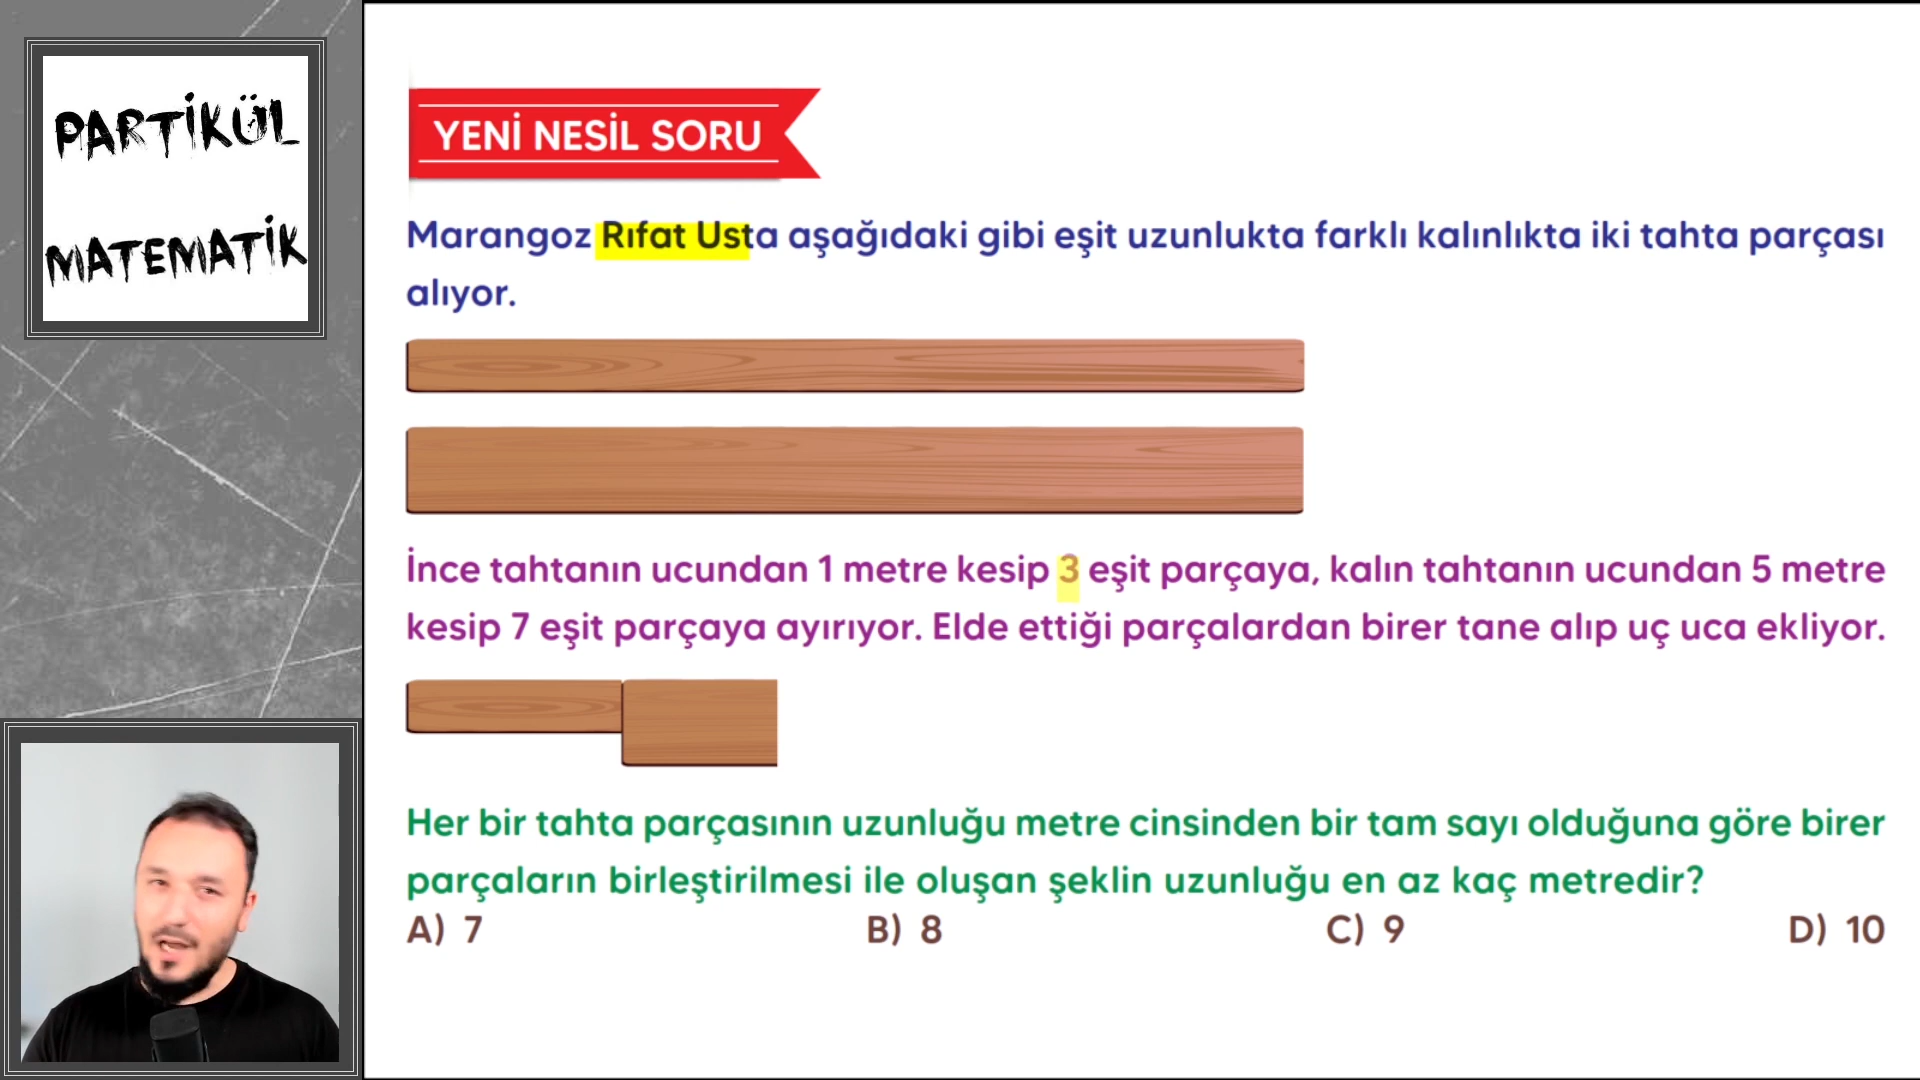 PARTİKÜL
MATEMATİK
YENİ NESİL SORU
Marangoz Rıfat Usta aşağıdaki gibi eşit uzunlukta farklı kalınlıkta iki tahta parçası
alıyor.
İnce tahtanın ucundan 1 metre kesip 3 eşit parçaya, kalın tahtanın ucundan 5 metre
kesip 7 eşit parçaya ayırıyor. Elde ettiği parçalardan birer tane alıp uç uca ekliyor.
Her bir tahta parçasının uzunluğu metre cinsinden bir tam sayı olduğuna göre birer
parçaların birleştirilmesi ile oluşan şeklin uzunluğu en az kaç metredir?
A) 7 B) 8 C) 9 D) 10